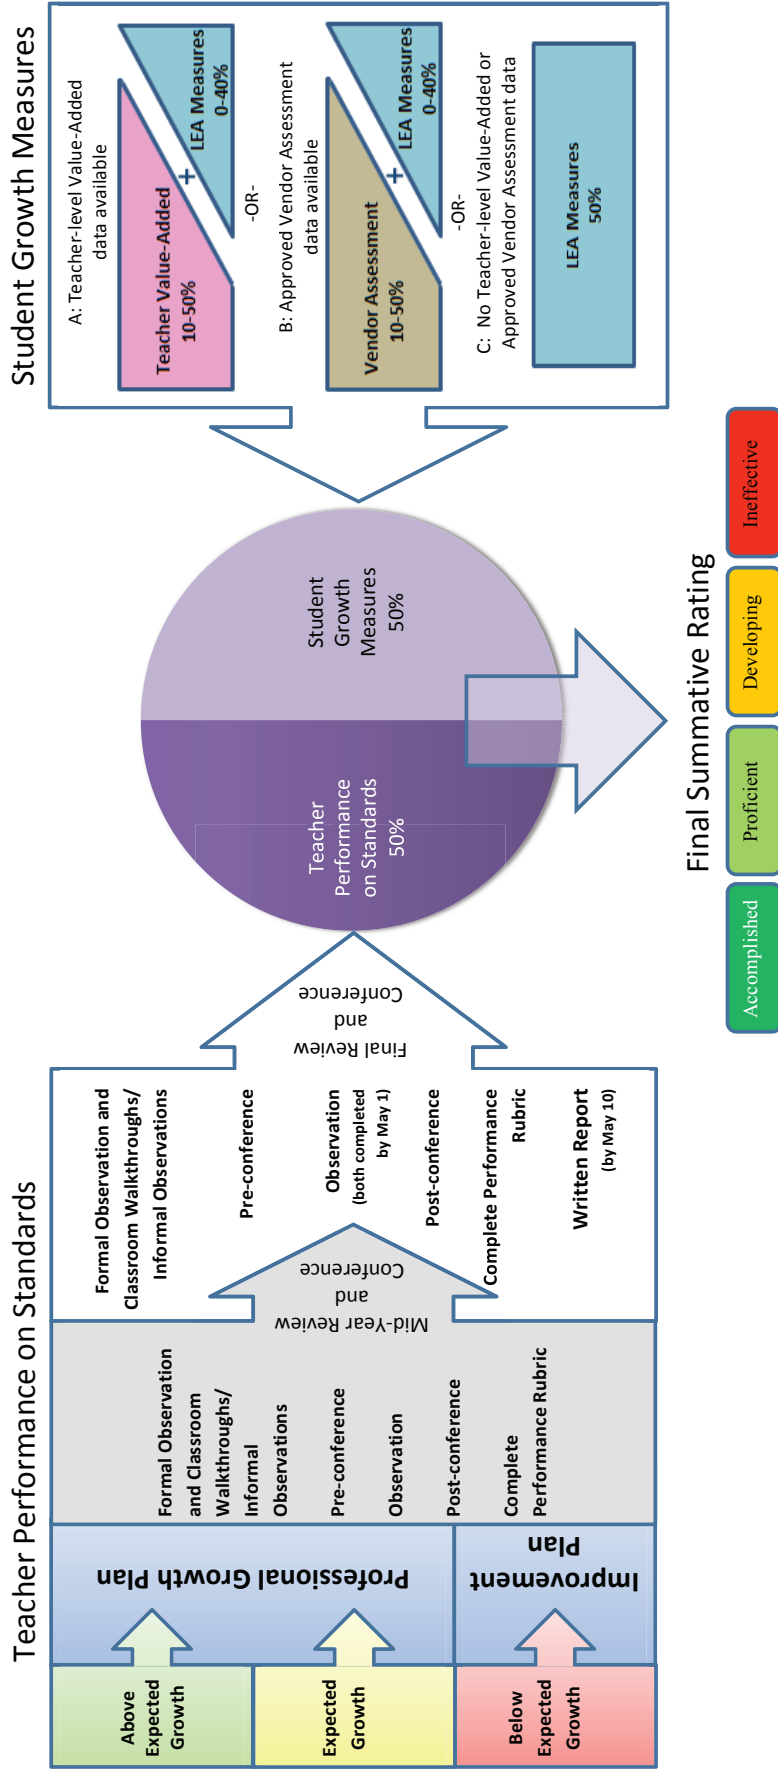 Teacher Performance on Standards
Above
Expected
Growth
Expected
Growth
Below
Expected
Growth
Professional Growth Plan
Improvement
Plan
Formal Observation
and Classroom
Walkthroughs/
Informal
Observations
Pre-conference
Observation
Post-conference
Complete
Performance Rubric
Mid-Year Review
and
Conference
Formal Observation and
Classroom Walkthroughs/
Informal Observations
Pre-conference
Observation
(both completed
by May 1)
Post-conference
Complete Performance
Rubric
Written Report
(by May 10)
Final Review
and
Conference
Teacher
Performance
on Standards
50%
Student
Growth
Measures
50%
Student Growth Measures
A: Teacher-level Value-Added
data available
Teacher Value-Added
10-50%
+
LEA Measures
0-40%
-OR-
B: Approved Vendor Assessment
data available
Vendor Assessment
10-50%
+
LEA Measures
0-40%
-OR-
C: No Teacher-level Value-Added or
Approved Vendor Assessment data
LEA Measures
50%
Final Summative Rating
Accomplished
Proficient
Developing
Ineffective